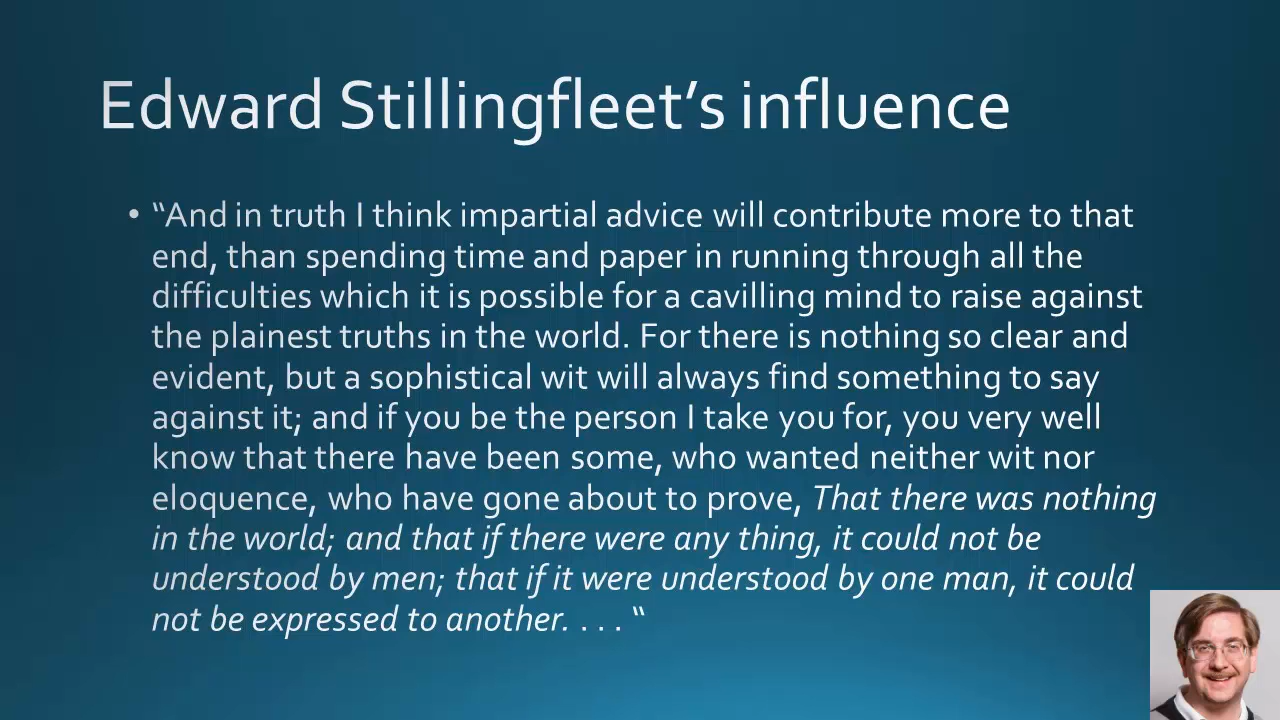 Edward Stillingfleet’s influence
• “And in truth I think impartial advice will contribute more to that
end, than spending time and paper in running through all the
difficulties which it is possible for a cavilling mind to raise against
the plainest truths in the world. For there is nothing so clear and
evident, but a sophistical wit will always find something to say
against it; and if you be the person I take you for, you very well
know that there have been some, who wanted neither wit nor
eloquence, who have gone about to prove, That there was nothing
in the world; and that if there were any thing, it could not be
understood by men; that if it were understood by one man, it could
not be expressed to another. . . . “